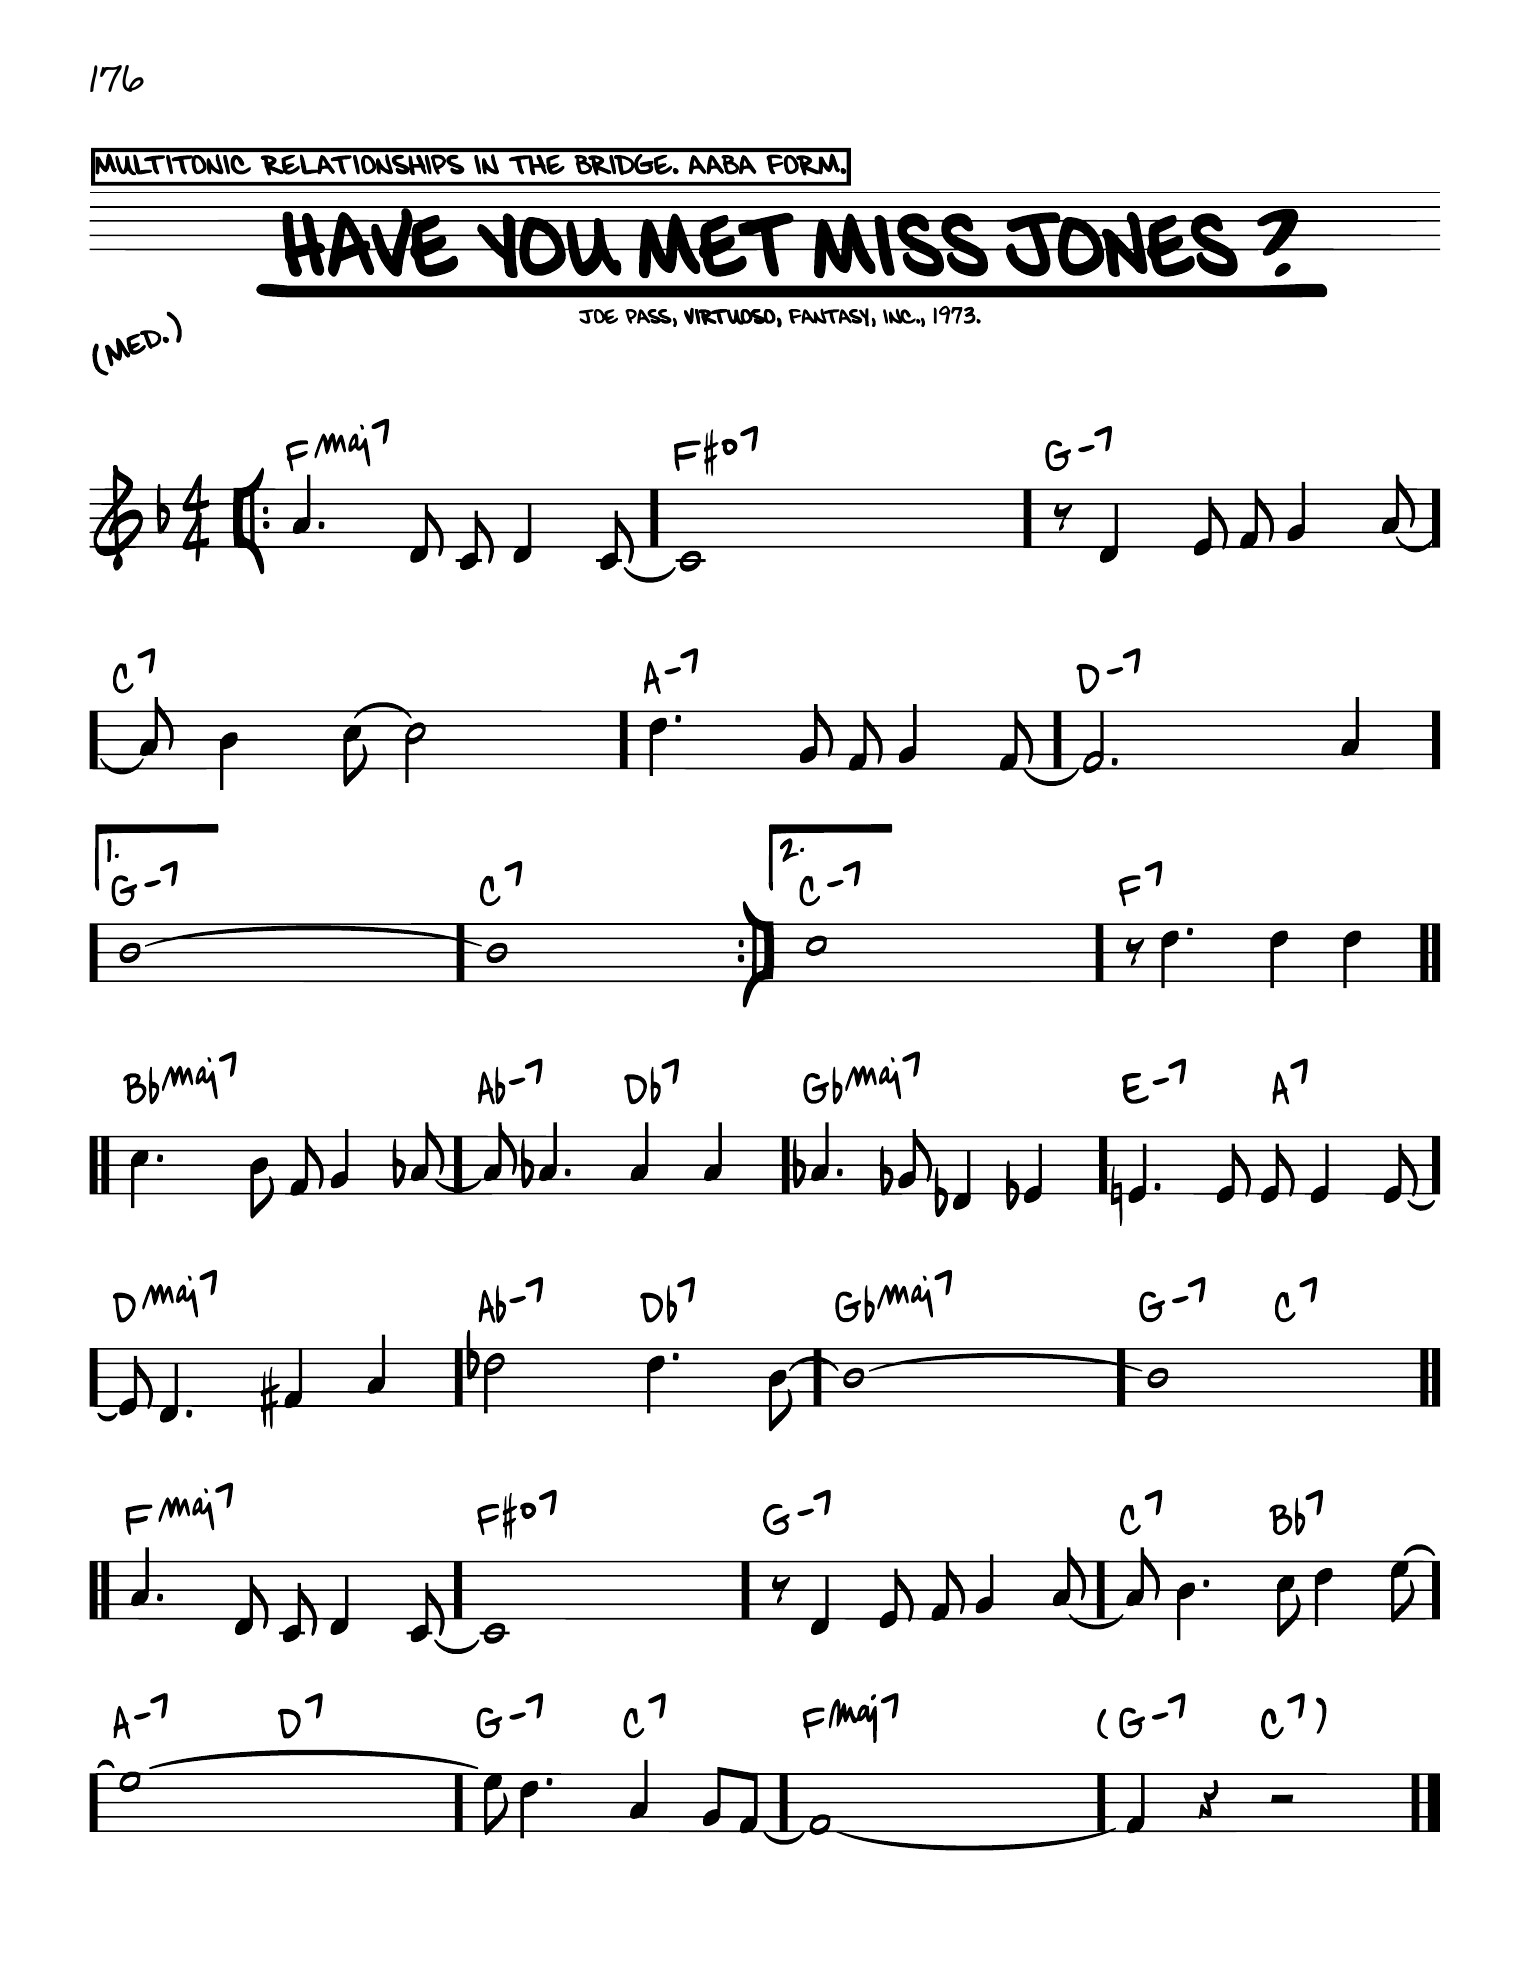 176
MULTITONIC RELATIONSHIPS IN THE BRIDGE. AABA FORM.
HAVE YOU MET MISS JONES?
JOE PASS, VIRTUOSO, FANTASY, INC., 1973.
(MED.)
Fmaj7 F#o7 G-7
4/4
C7 A-7 D-7
1. 2.
G-7 C7 C-7 F7
Bbmaj7 Ab-7 Db7 Gbmaj7 E-7 A7
Dmaj7 Ab-7 Db7 Gbmaj7 G-7 C7
Fmaj7 F#o7 G-7 C7 Bb7
A-7 D7 G-7 C7 Fmaj7 (G-7 C7)